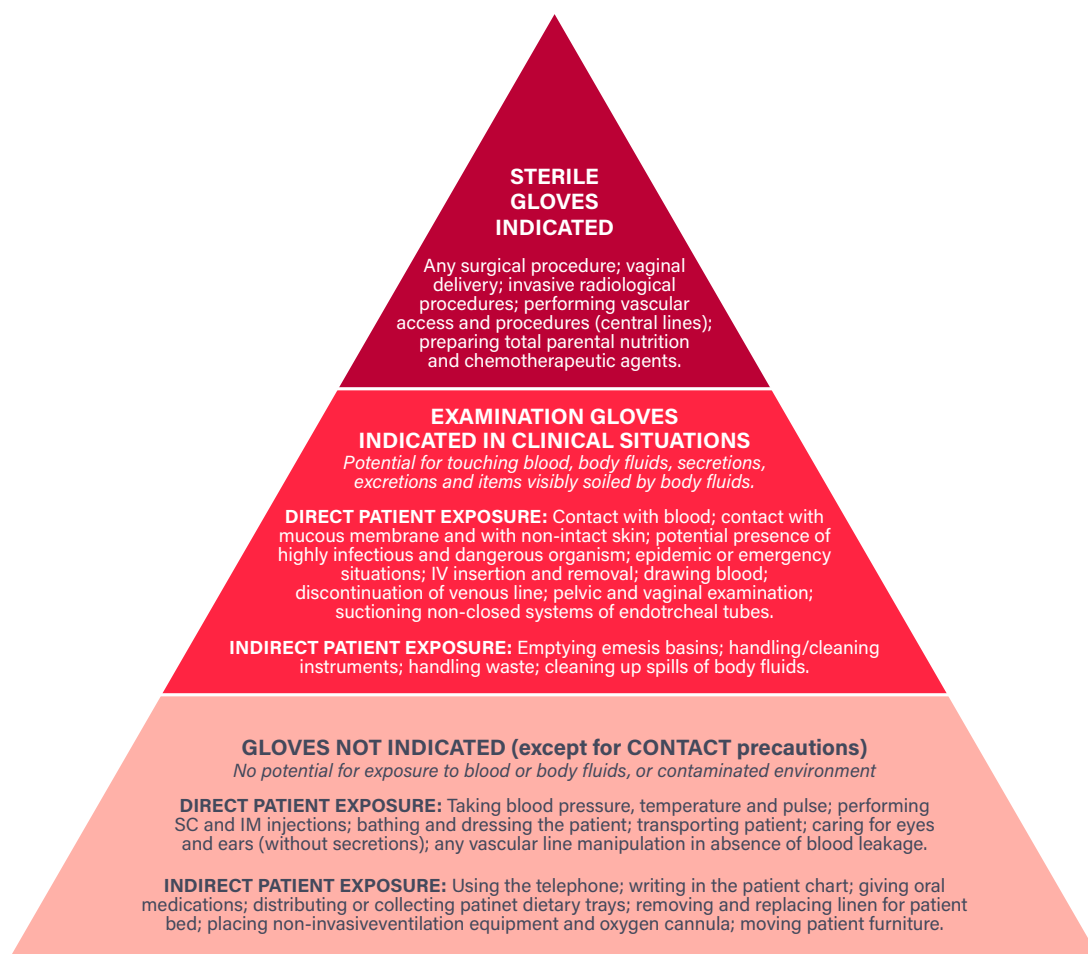 STERILE
GLOVES
INDICATED
Any surgical procedure; vaginal
delivery; invasive radiological
procedures; performing vascular
access and procedures (central lines);
preparing total parental nutrition
and chemotherapeutic agents.
EXAMINATION GLOVES
INDICATED IN CLINICAL SITUATIONS
Potential for touching blood, body fluids, secretions,
excretions and items visibly soiled by body fluids.
DIRECT PATIENT EXPOSURE: Contact with blood; contact with
mucous membrane and with non-intact skin; potential presence of
highly infectious and dangerous organism; epidemic or emergency
situations; IV insertion and removal; drawing blood;
discontinuation of venous line; pelvic and vaginal examination;
suctioning non-closed systems of endotrcheal tubes.
INDIRECT PATIENT EXPOSURE: Emptying emesis basins; handling/cleaning
instruments; handling waste; cleaning up spills of body fluids.
GLOVES NOT INDICATED (except for CONTACT precautions)
No potential for exposure to blood or body fluids, or contaminated environment
DIRECT PATIENT EXPOSURE: Taking blood pressure, temperature and pulse; performing
SC and IM injections; bathing and dressing the patient; transporting patient; caring for eyes
and ears (without secretions); any vascular line manipulation in absence of blood leakage.
INDIRECT PATIENT EXPOSURE: Using the telephone; writing in the patient chart; giving oral
medications; distributing or collecting patinet dietary trays; removing and replacing linen for patient
bed; placing non-invasiveventilation equipment and oxygen cannula; moving patient furniture.